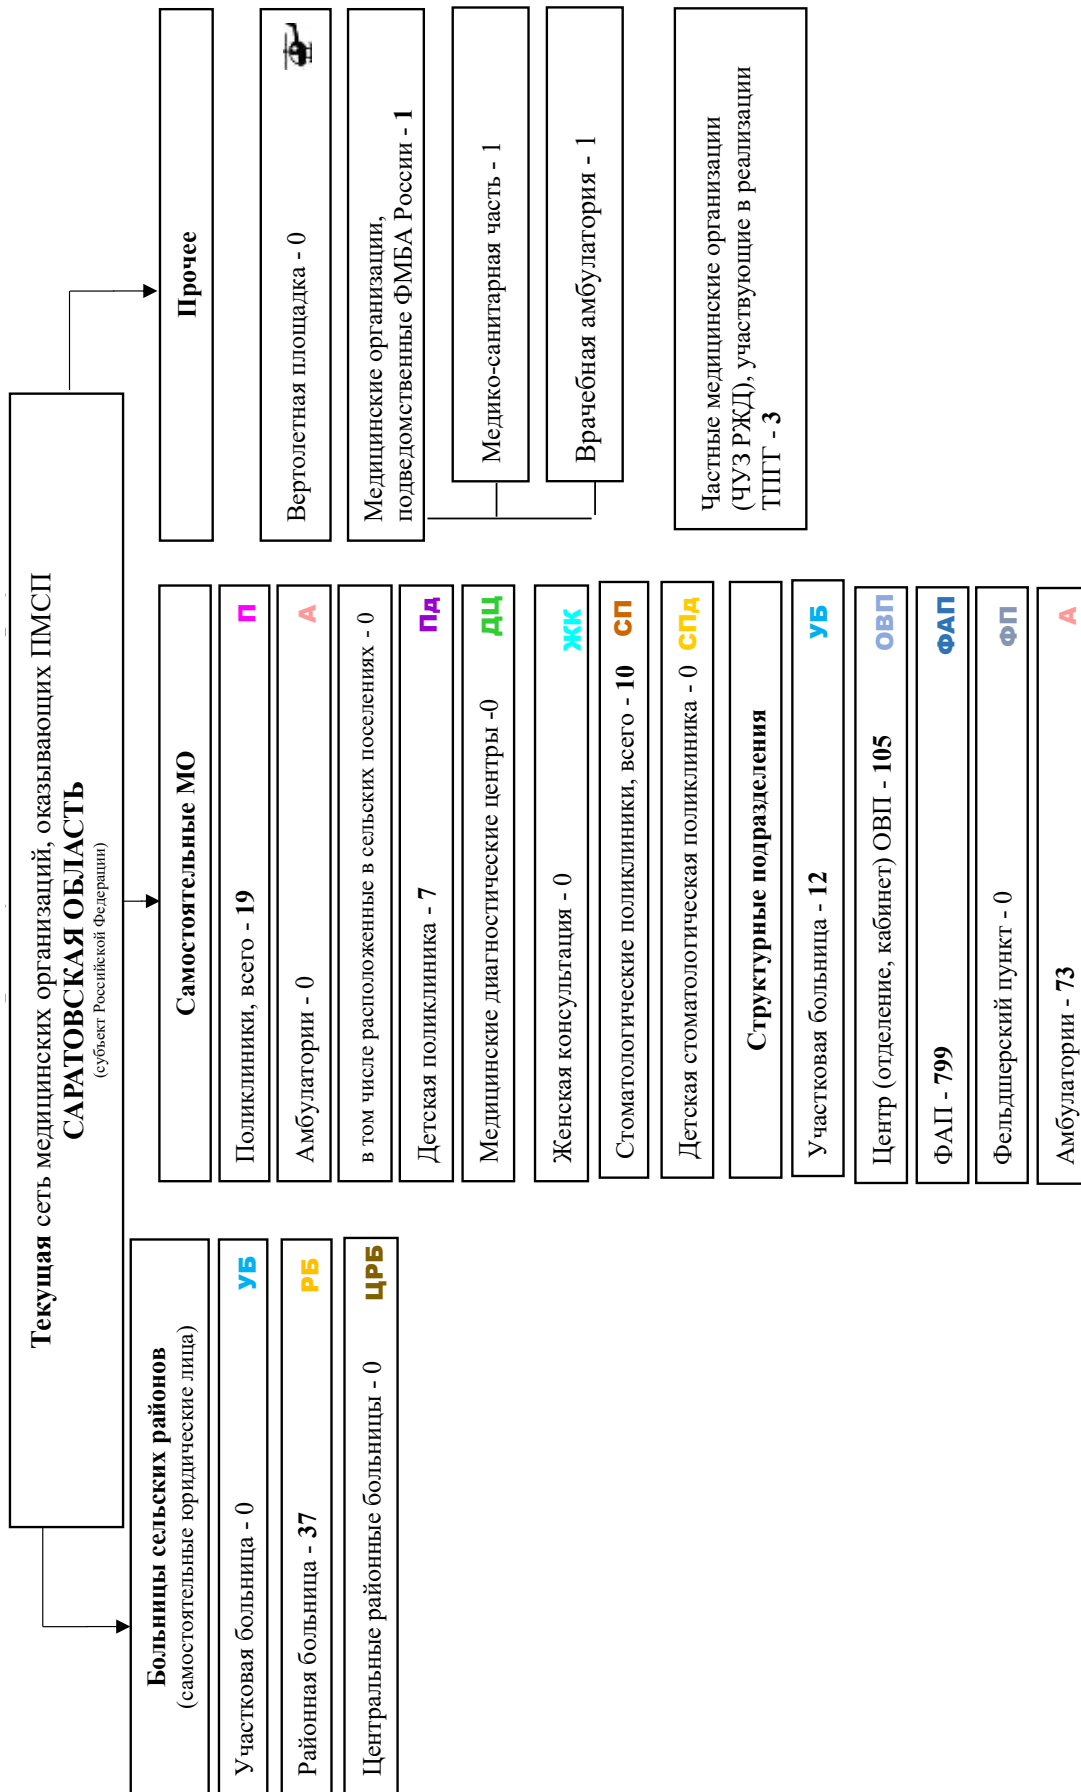 Текущая сеть медицинских организаций, оказывающих ПМСП
САРАТОВСКАЯ ОБЛАСТЬ
(субъект Российской Федерации)
Больницы сельских районов
(самостоятельные юридические лица)
Участковая больница - 0 УБ
Районная больница - 37 РБ
Центральные районные больницы - 0 ЦРБ
Самостоятельные МО
Поликлиники, всего - 19 П
Амбулатории - 0 А
в том числе расположенные в сельских поселениях - 0
Детская поликлиника - 7 Пд
Медицинские диагностические центры -0 ДЦ
Женская консультация - 0 ЖК
Стоматологические поликлиники, всего - 10 СП
Детская стоматологическая поликлиника - 0 СПд
Структурные подразделения
Участковая больница - 12 УБ
Центр (отделение, кабинет) ОВП - 105 ОВП
ФАП - 799 ФАП
Фельдшерский пункт - 0 ФП
Амбулатории - 73 А
Прочее
Вертолетная площадка - 0
Медицинские организации,
подведомственные ФМБА России - 1
Медико-санитарная часть - 1
Врачебная амбулатория - 1
Частные медицинские организации
(ЧУЗ РЖД), участвующие в реализации
ТПГГ - 3